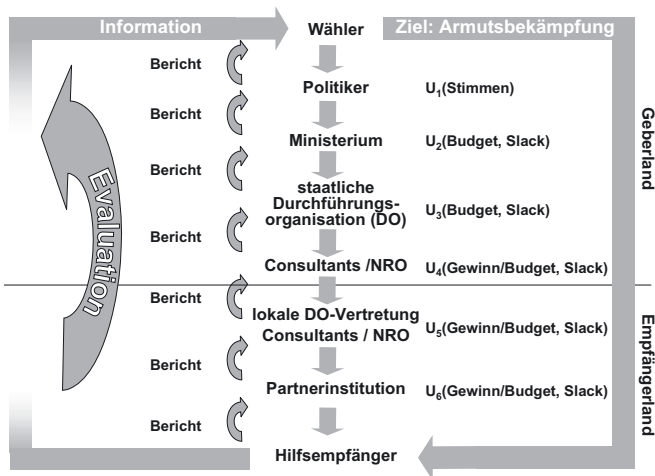 Information
Wähler
Ziel: Armutsbekämpfung
Bericht
Politiker
U1(Stimmen)
Bericht
Ministerium
U2(Budget, Slack)
Bericht
staatliche
Durchführungs-
organisation (DO)
U3(Budget, Slack)
Bericht
Consultants /NRO
U4(Gewinn/Budget, Slack)
Bericht
lokale DO-Vertretung
Consultants / NRO
U5(Gewinn/Budget, Slack)
Bericht
Partnerinstitution
U6(Gewinn/Budget, Slack)
Bericht
Hilfsempfänger
Evaluation
Geberland
Empfängerland